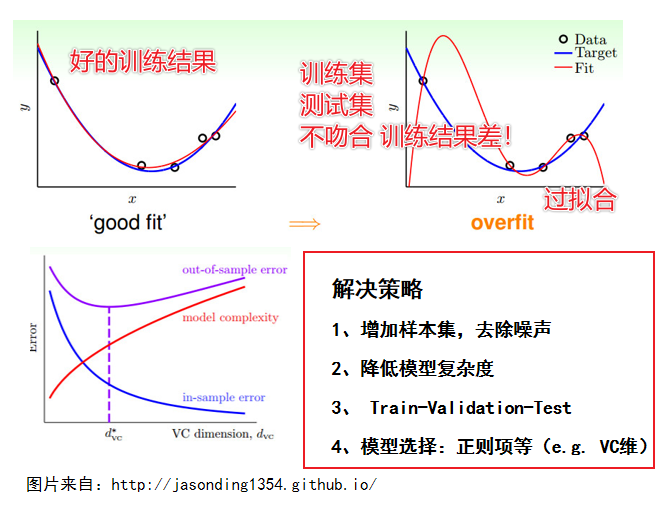 好的训练结果
训练集
测试集
不吻合 训练结果差！
Data
Target
Fit
y
x
y
x
过拟合
‘good fit’
⟹
overfit
out-of-sample error
model complexity
in-sample error
Error
d*VC
VC dimension, dVC
解决策略
1、增加样本集，去除噪声
2、降低模型复杂度
3、 Train-Validation-Test
4、模型选择：正则项等（e.g. VC维）
图片来自：http://jasonding1354.github.io/